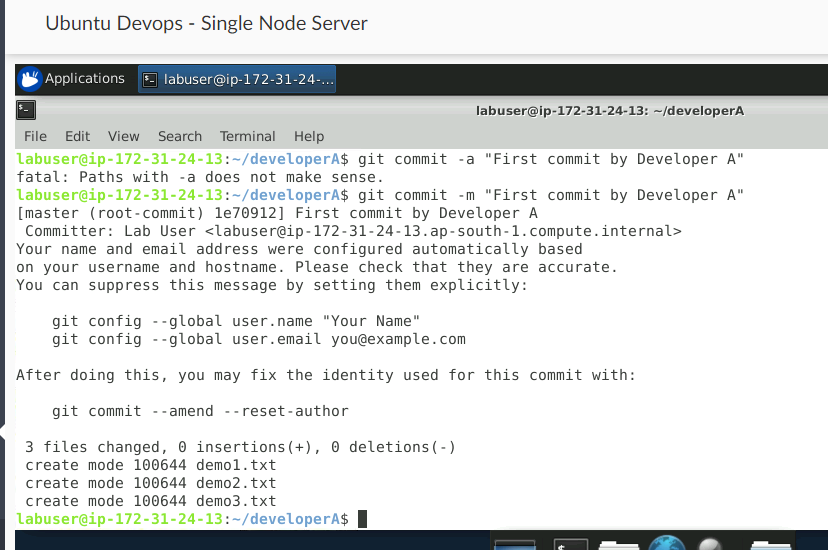 Ubuntu Devops - Single Node Server
Applications
labuser@ip-172-31-24-...
labuser@ip-172-31-24-13: ~/developerA
File Edit View Search Terminal Help
labuser@ip-172-31-24-13:~/developerA$ git commit -a "First commit by Developer A"
fatal: Paths with -a does not make sense.
labuser@ip-172-31-24-13:~/developerA$ git commit -m "First commit by Developer A"
[master (root-commit) 1e70912] First commit by Developer A
 Committer: Lab User <labuser@ip-172-31-24-13.ap-south-1.compute.internal>
Your name and email address were configured automatically based
on your username and hostname. Please check that they are accurate.
You can suppress this message by setting them explicitly:

    git config --global user.name "Your Name"
    git config --global user.email you@example.com

After doing this, you may fix the identity used for this commit with:

    git commit --amend --reset-author

 3 files changed, 0 insertions(+), 0 deletions(-)
 create mode 100644 demo1.txt
 create mode 100644 demo2.txt
 create mode 100644 demo3.txt
labuser@ip-172-31-24-13:~/developerA$